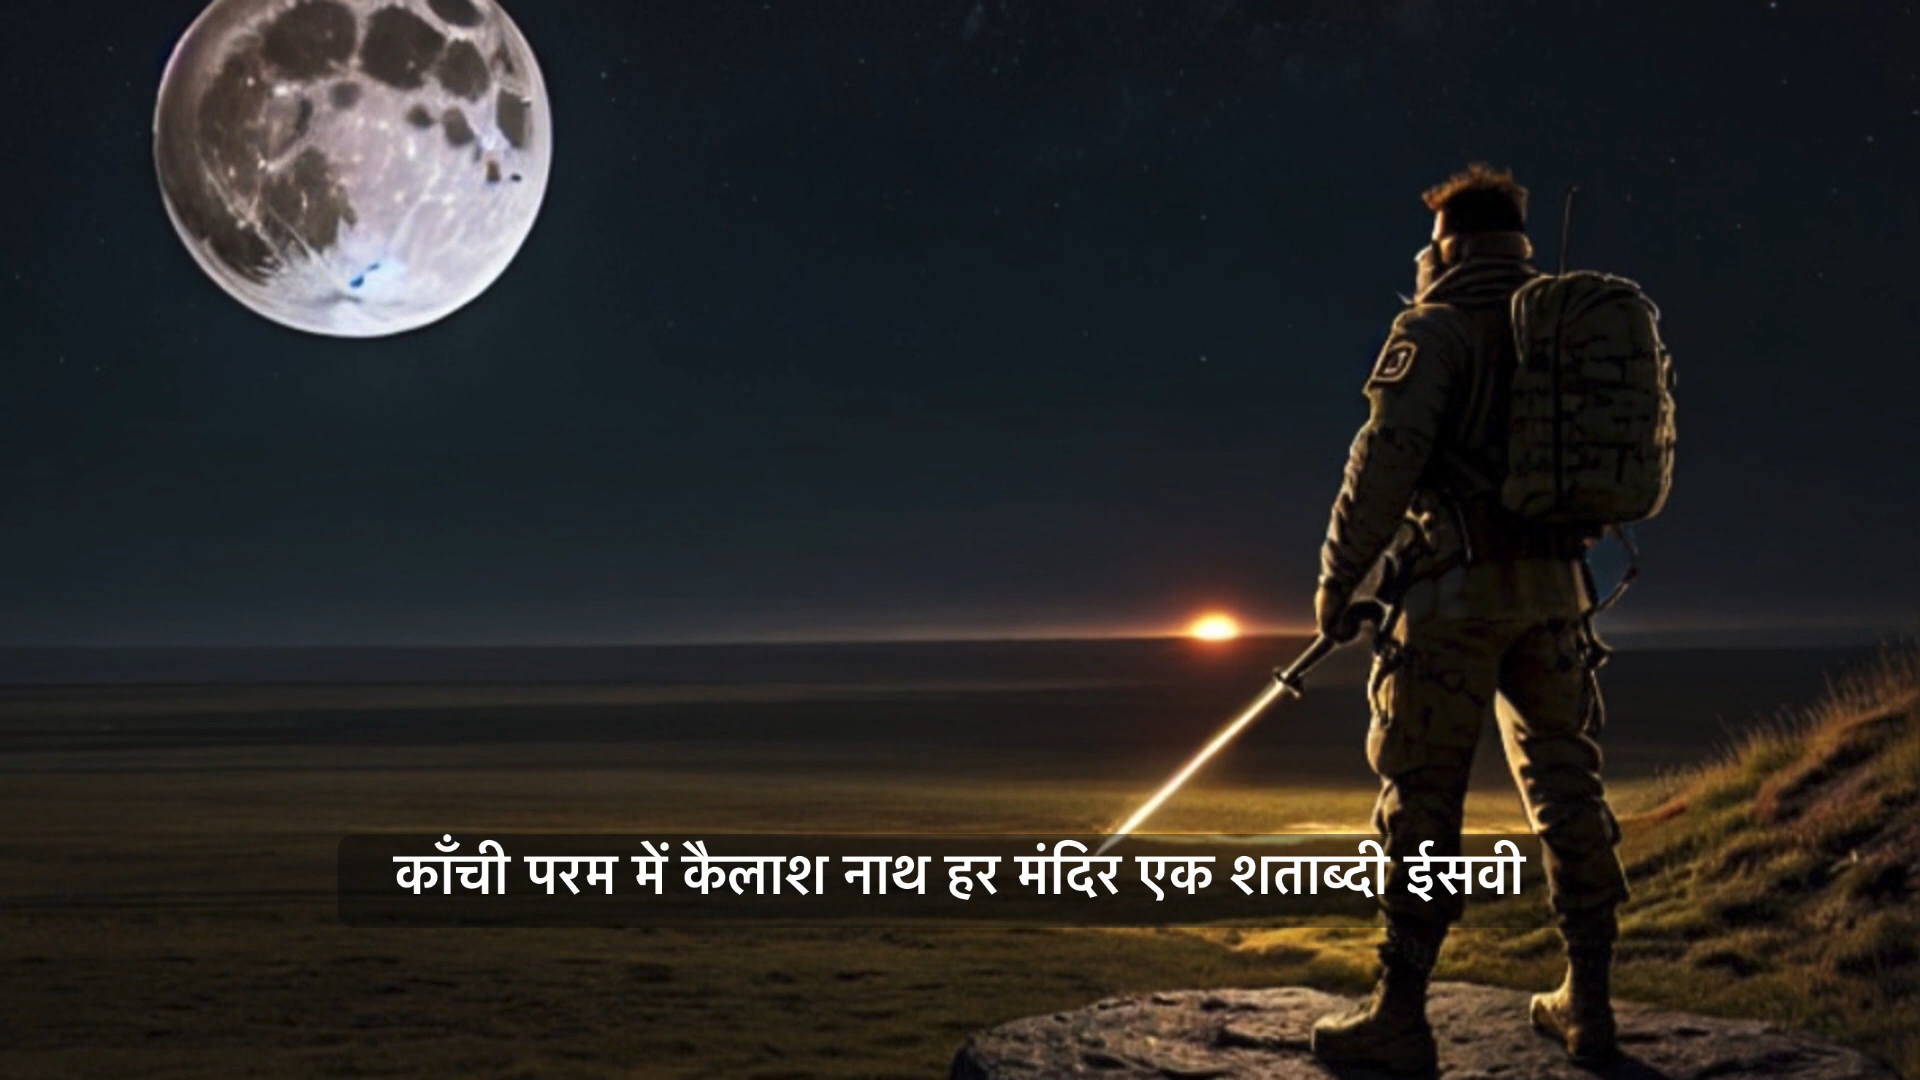 काँची परम में कैलाश नाथ हर मंदिर एक शताब्दी ईसवी